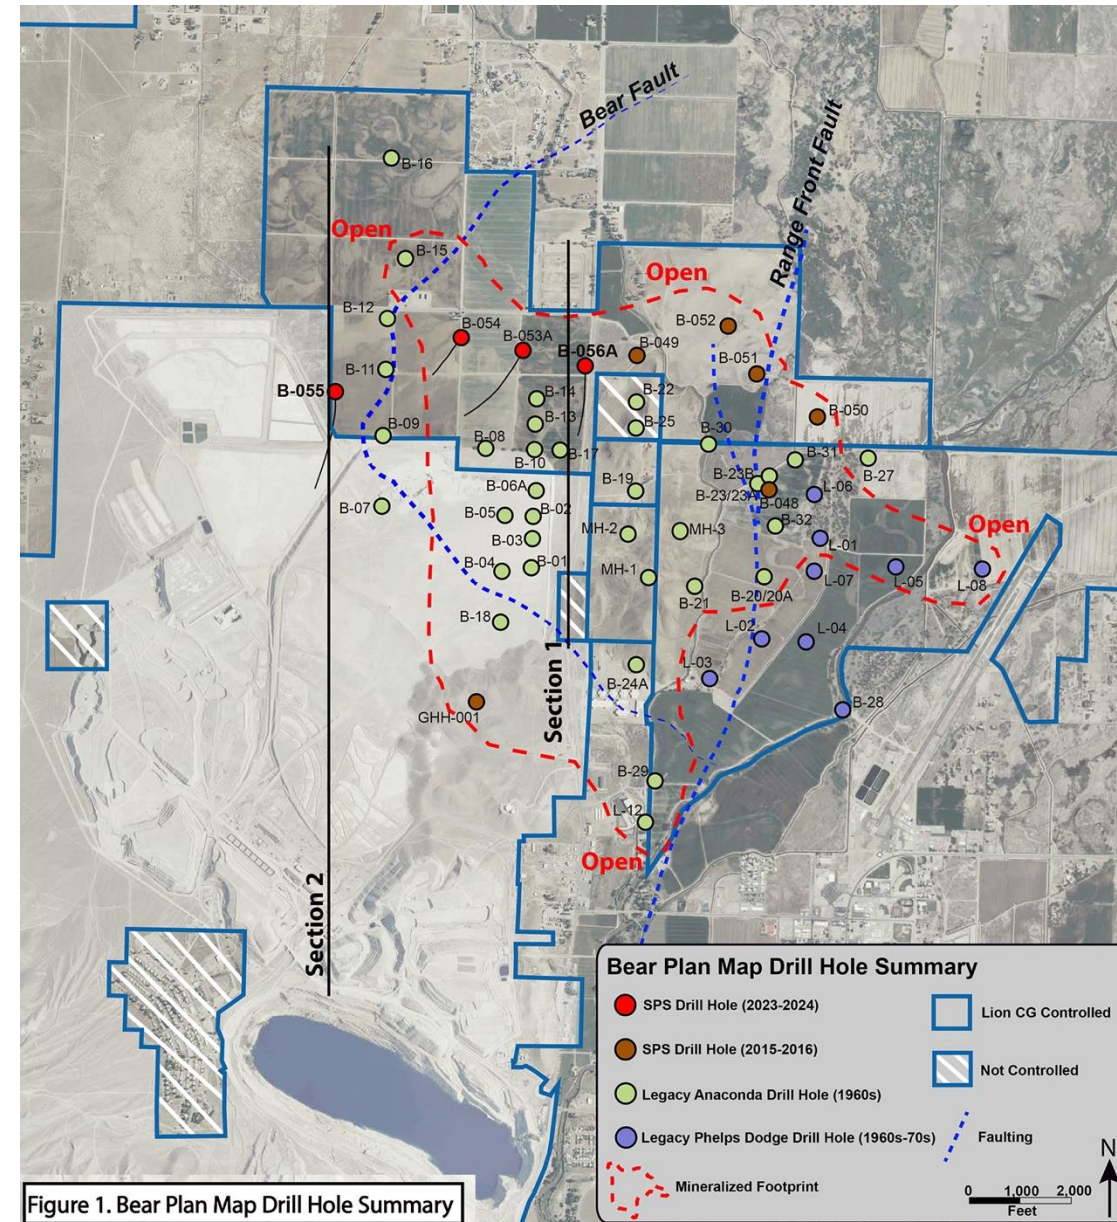 Bear Fault
Range Front Fault
B-16
Open
B-15
Open
B-12
B-054
B-053A
B-052
B-049
B-056A
B-051
B-11
B-055
B-14
B-22
B-050
B-13
B-25
B-09
B-08
B-10
B-17
B-30
B-31
B-27
B-23B
B-06A
B-19
B-23/23A
B-048
L-06
B-07
B-05
B-02
B-32
Open
MH-2
MH-3
B-03
L-01
B-04
B-01
MH-1
L-07
L-05
L-08
B-21
B-20/20A
B-18
L-02
L-04
L-03
B-24A
Section 1
GHH-001
B-28
B-29
L-12
Open
Section 2
Bear Plan Map Drill Hole Summary
SPS Drill Hole (2023-2024)
Lion CG Controlled
SPS Drill Hole (2015-2016)
Not Controlled
Legacy Anaconda Drill Hole (1960s)
Legacy Phelps Dodge Drill Hole (1960s-70s)
Faulting
Mineralized Footprint
N
0 1,000 2,000
Feet
Figure 1. Bear Plan Map Drill Hole Summary